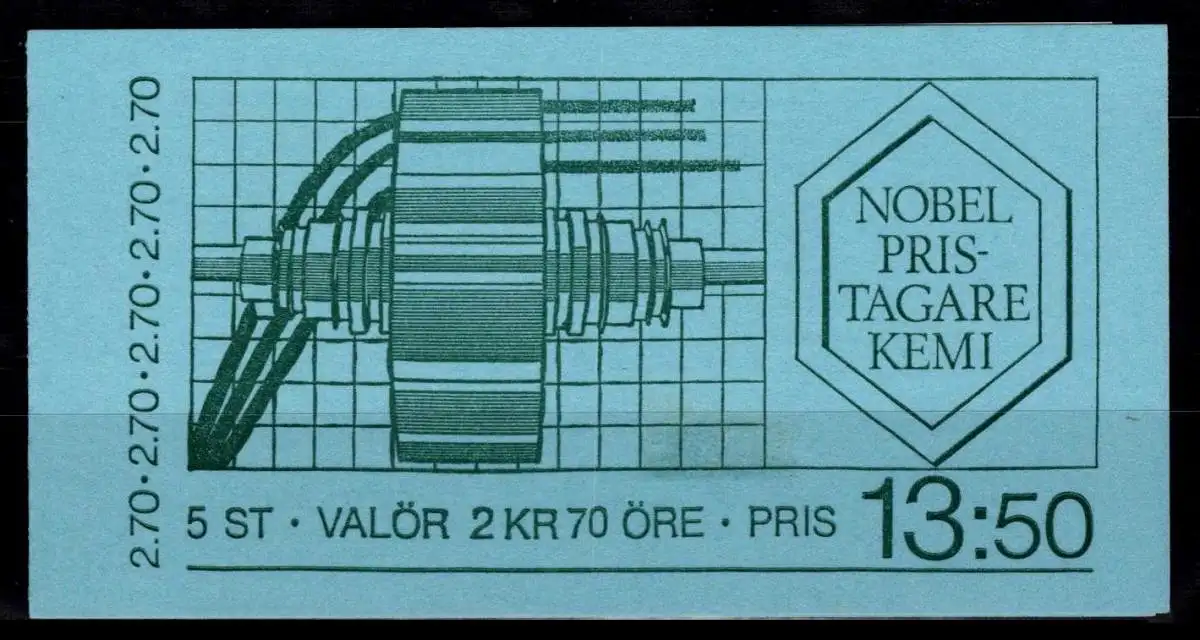 2.70 • 2.70 • 2.70 • 2.70 • 2.70
NOBEL
PRIS-
TAGARE
KEMI
5 ST • VALÖR 2 KR 70 ÖRE • PRIS 13:50